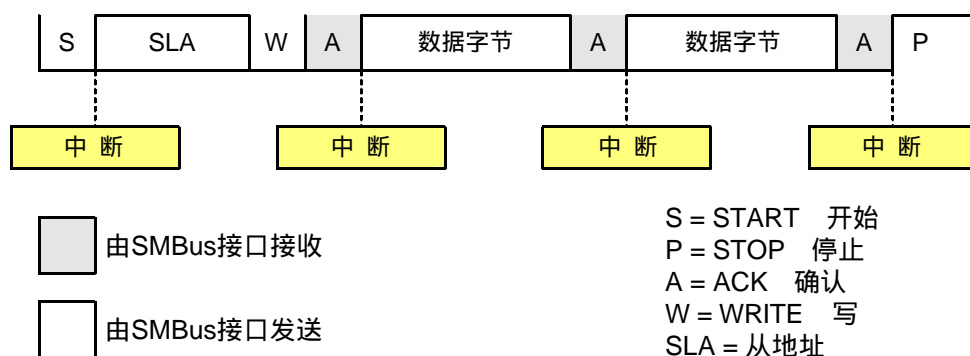 S SLA W A 数据字节 A 数据字节 A P
中 断 中 断 中 断 中 断
由SMBus接口接收
由SMBus接口发送
S = START 开始
P = STOP 停止
A = ACK 确认
W = WRITE 写
SLA = 从地址